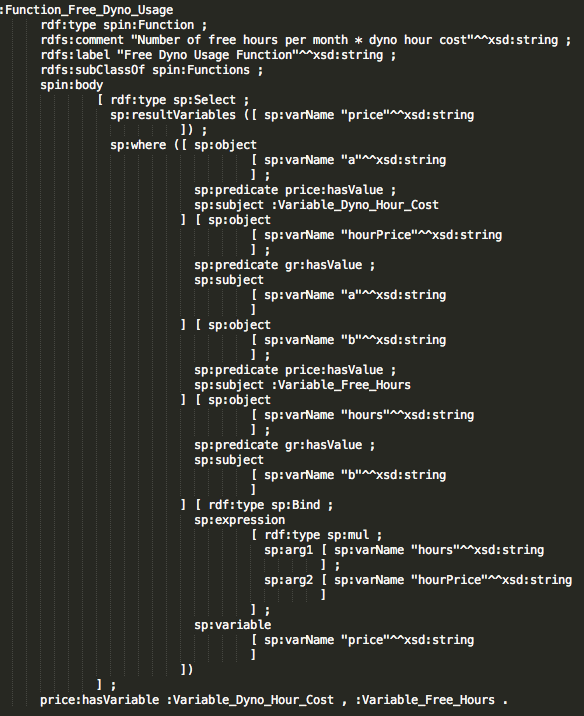 :Function_Free_Dyno_Usage
rdf:type spin:Function ;
rdfs:comment "Number of free hours per month * dyno hour cost"^^xsd:string ;
rdfs:label "Free Dyno Usage Function"^^xsd:string ;
rdfs:subClassOf spin:Functions ;
spin:body
[ rdf:type sp:Select ;
sp:resultVariables ([ sp:varName "price"^^xsd:string
]) ;
sp:where ([ sp:object
[ sp:varName "a"^^xsd:string
] ;
sp:predicate price:hasValue ;
sp:subject :Variable_Dyno_Hour_Cost
] [ sp:object
[ sp:varName "hourPrice"^^xsd:string
] ;
sp:predicate gr:hasValue ;
sp:subject
[ sp:varName "a"^^xsd:string
]
] [ sp:object
[ sp:varName "b"^^xsd:string
] ;
sp:predicate price:hasValue ;
sp:subject :Variable_Free_Hours
] [ sp:object
[ sp:varName "hours"^^xsd:string
] ;
sp:predicate gr:hasValue ;
sp:subject
[ sp:varName "b"^^xsd:string
]
] [ rdf:type sp:Bind ;
sp:expression
[ rdf:type sp:mul ;
sp:arg1 [ sp:varName "hours"^^xsd:string
] ;
sp:arg2 [ sp:varName "hourPrice"^^xsd:string
]
] ;
sp:variable
[ sp:varName "price"^^xsd:string
]
])
] ;
price:hasVariable :Variable_Dyno_Hour_Cost , :Variable_Free_Hours .